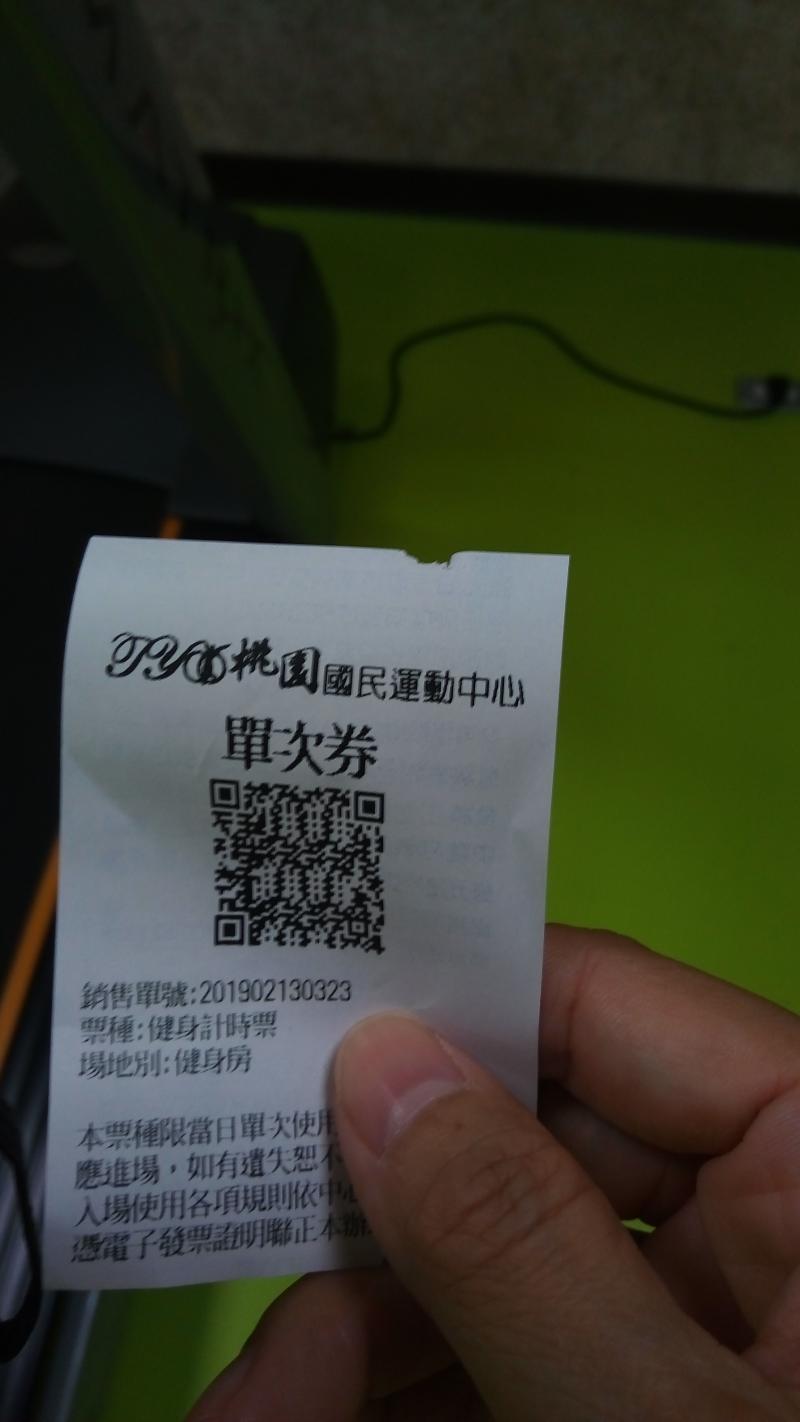 TYG桃園國民運動中心
單次券
銷售單號:201902130323
票種:健身計時票
場地別:健身房
本票種限當日單次使用
應進場，如有遺失恕不
入場使用各項規則依中心
憑電子發票證明聯正本辦